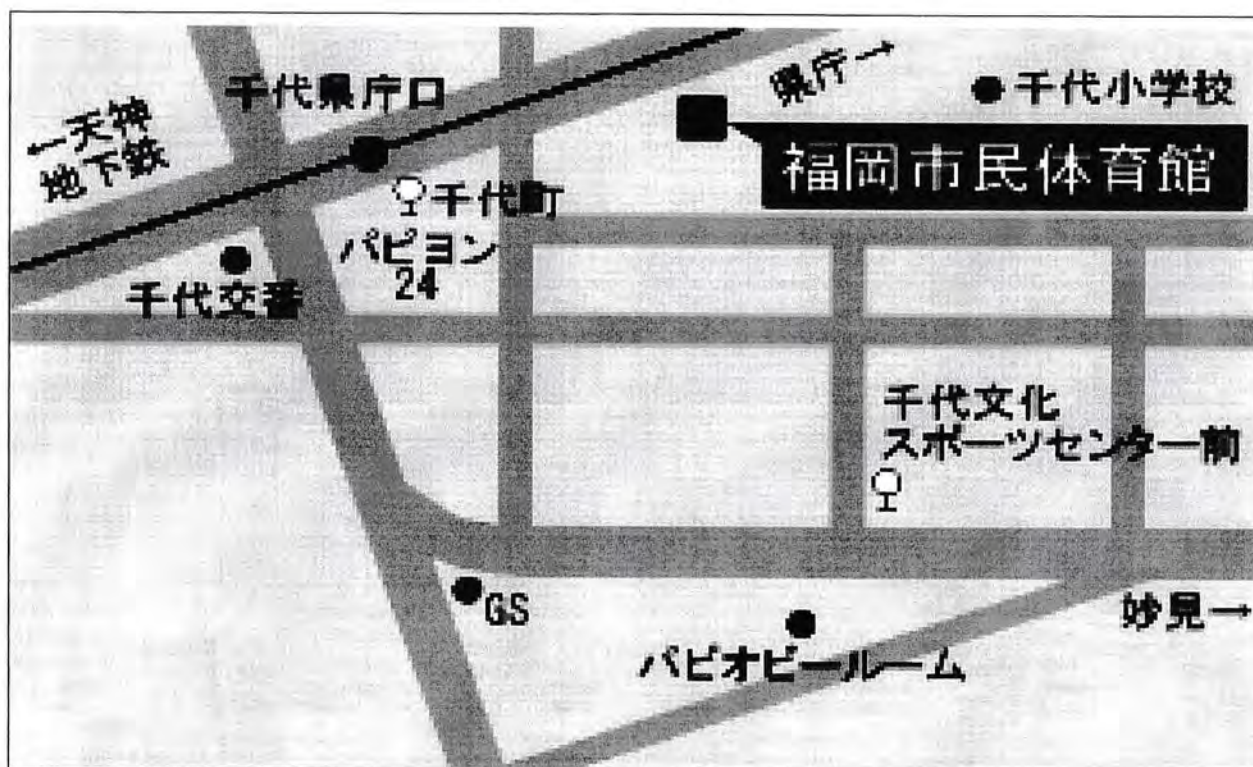 千代県庁口
県庁→
千代小学校
←天神
地下鉄
福岡市民体育館
千代町
パピヨン
24
千代交番
千代文化
スポーツセンター前
GS
妙見→
パピオビールーム